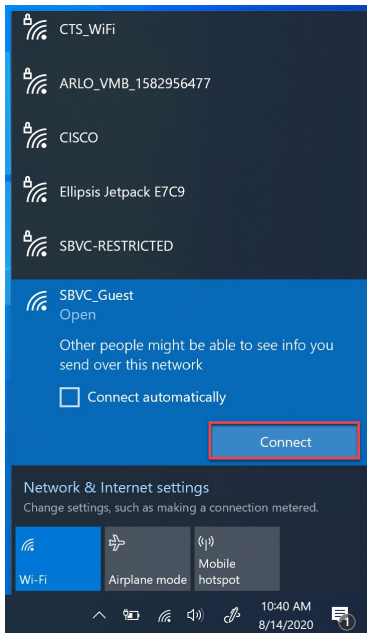 CTS_WiFi
ARLO_VMB_1582956477
CISCO
Ellipsis Jetpack E7C9
SBVC-RESTRICTED
SBVC_Guest
Open
Other people might be able to see info you
send over this network
Connect automatically
Connect
Network & Internet settings
Change settings, such as making a connection metered.
Wi-Fi
Airplane mode
Mobile
hotspot
10:40 AM
8/14/2020
1